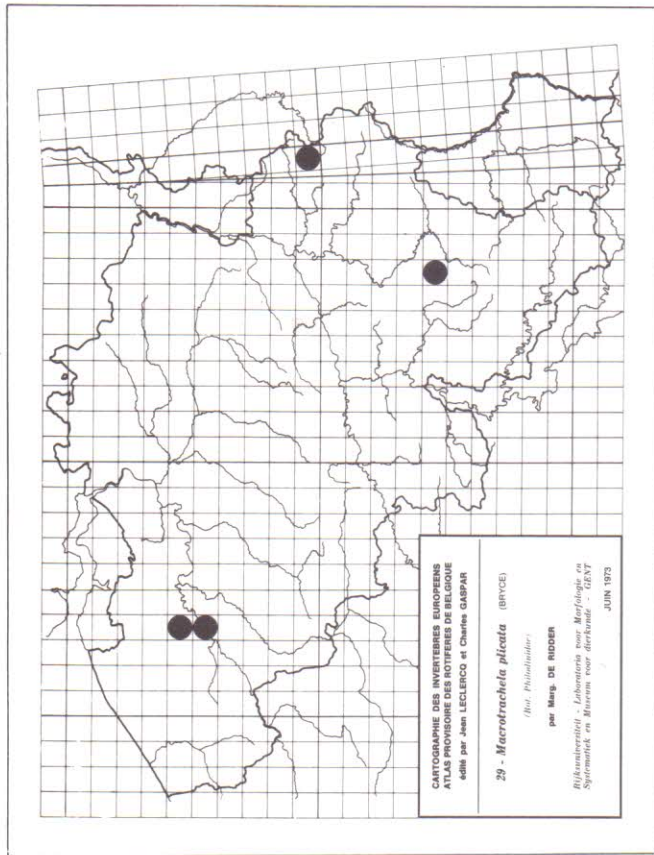 CARTOGRAPHIE DES INVERTEBRES EUROPEENS
ATLAS PROVISOIRE DES ROTIFERES DE BELGIQUE
édité par Jean LECLERCQ et Charles GASPAR
29 - Macrotrachela plicata (BRYCE)
(Rot. Philodinidae)
par Marg. DE RIDDER
Rijksuniversiteit - Laboratoria voor Morfologie en
Systematiek en Museum voor dierkunde - GENT
JUIN 1973